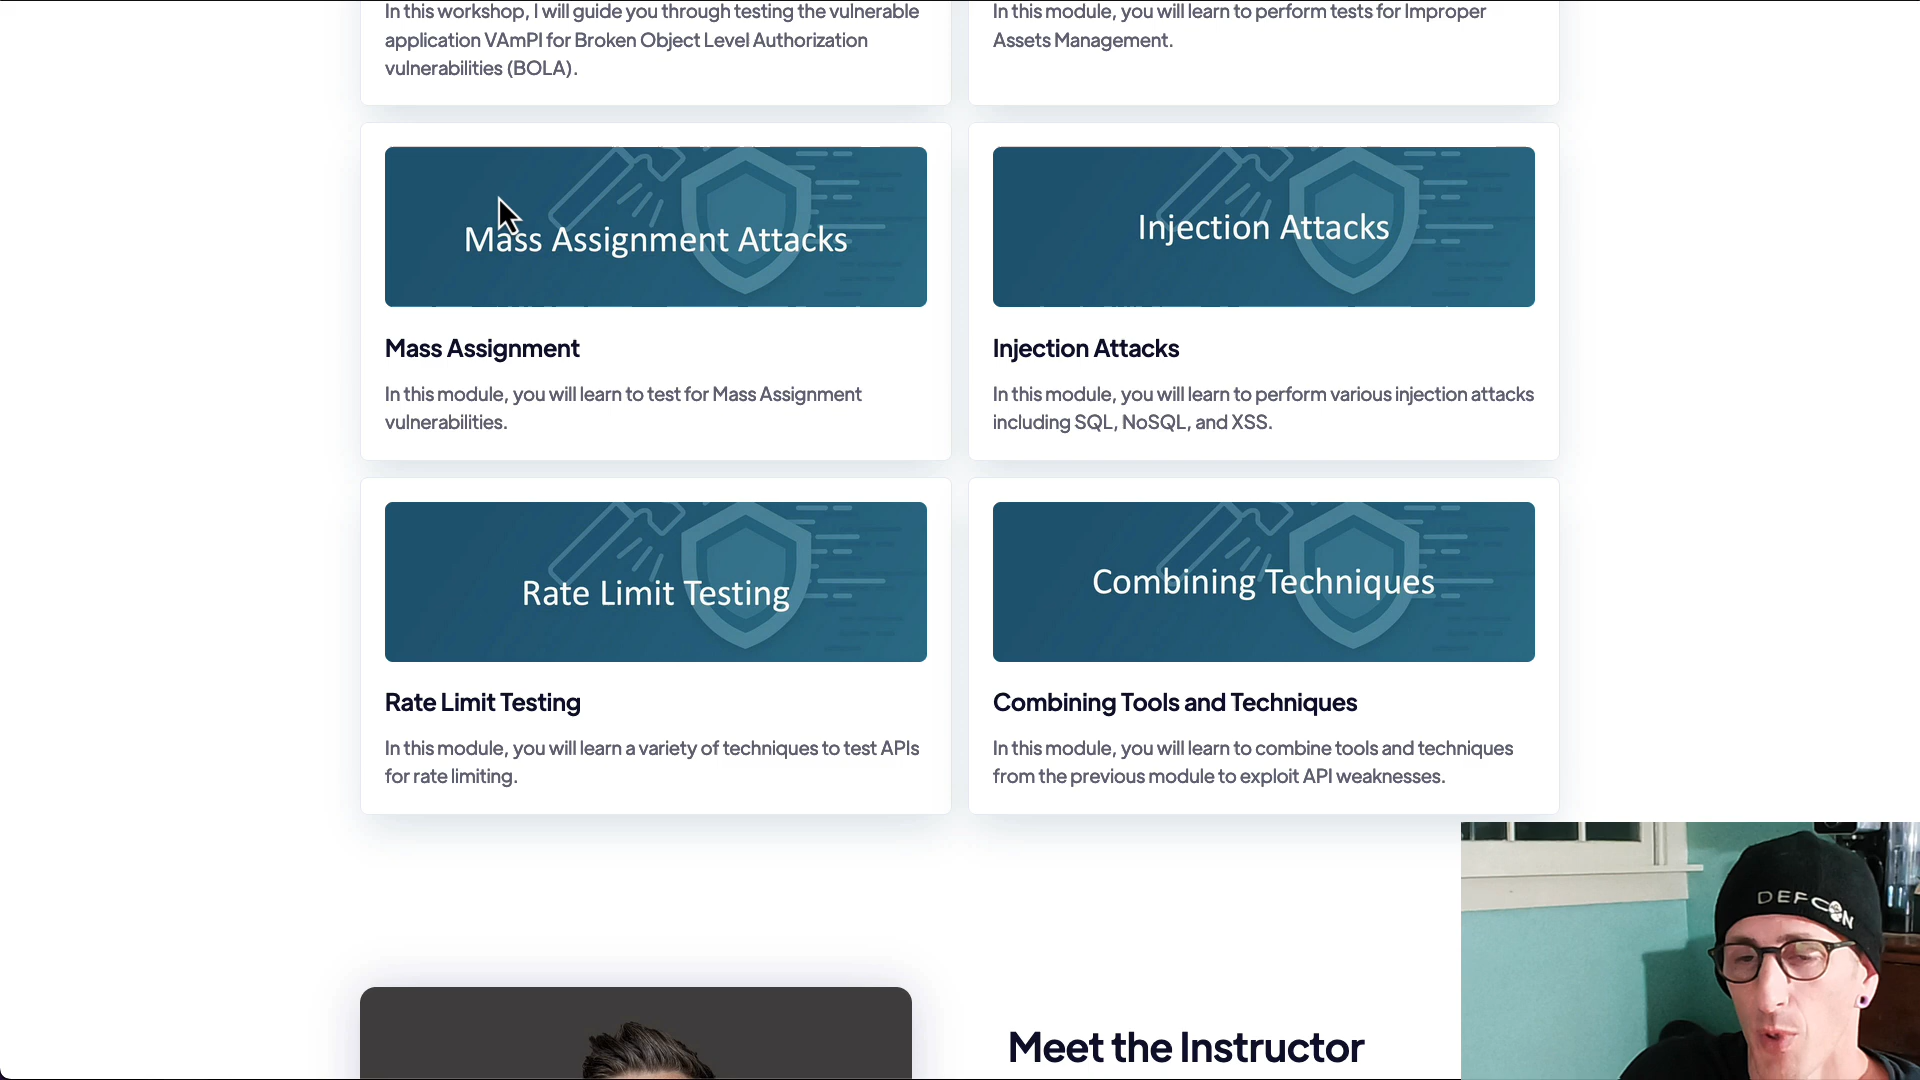 In this workshop, I will guide you through testing the vulnerable
application VAmPI for Broken Object Level Authorization
vulnerabilities (BOLA).
In this module, you will learn to perform tests for Improper
Assets Management.
Mass Assignment Attacks
Mass Assignment
In this module, you will learn to test for Mass Assignment
vulnerabilities.
Injection Attacks
Injection Attacks
In this module, you will learn to perform various injection attacks
including SQL, NoSQL, and XSS.
Rate Limit Testing
Rate Limit Testing
In this module, you will learn a variety of techniques to test APIs
for rate limiting.
Combining Techniques
Combining Tools and Techniques
In this module, you will learn to combine tools and techniques
from the previous module to exploit API weaknesses.
DEFCON
Meet the Instructor